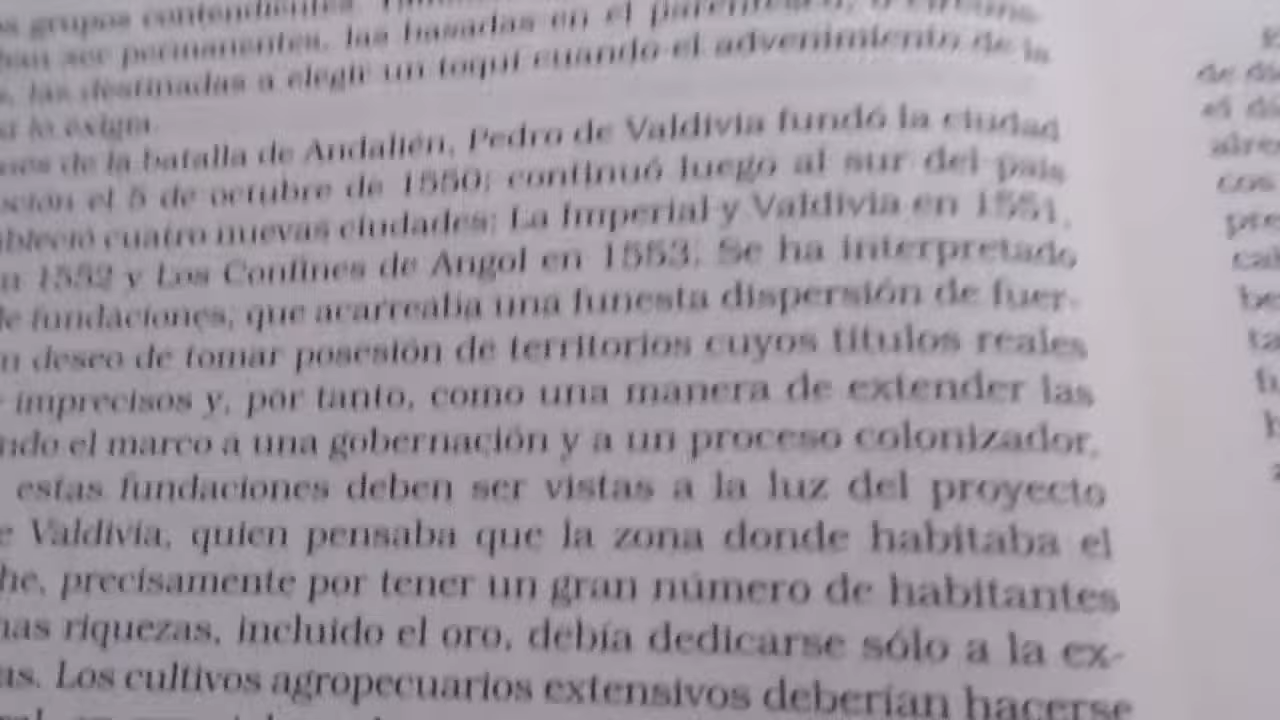 grupos contendientes.
ser permanentes, las basadas en el parentesco, o
las destinadas a elegir un toqui cuando el advenimiento de la
lo exigía.
de la batalla de Andalién, Pedro de Valdivia fundó la ciudad
el 5 de octubre de 1550; continuó luego al sur del país
cuatro nuevas ciudades: La Imperial y Valdivia en 1551,
1552 y Los Confines de Angol en 1553. Se ha interpretado
fundaciones, que acarreaba una funesta dispersión de fuer-
deseo de tomar posesión de territorios cuyos títulos reales
imprecisos y, por tanto, como una manera de extender las
ndo el marco a una gobernación y a un proceso colonizador,
estas fundaciones deben ser vistas a la luz del proyecto
e Valdivia, quien pensaba que la zona donde habitaba el
he, precisamente por tener un gran número de habitantes
has riquezas, incluido el oro, debía dedicarse sólo a la ex-
as. Los cultivos agropecuarios extensivos deberían hacerse